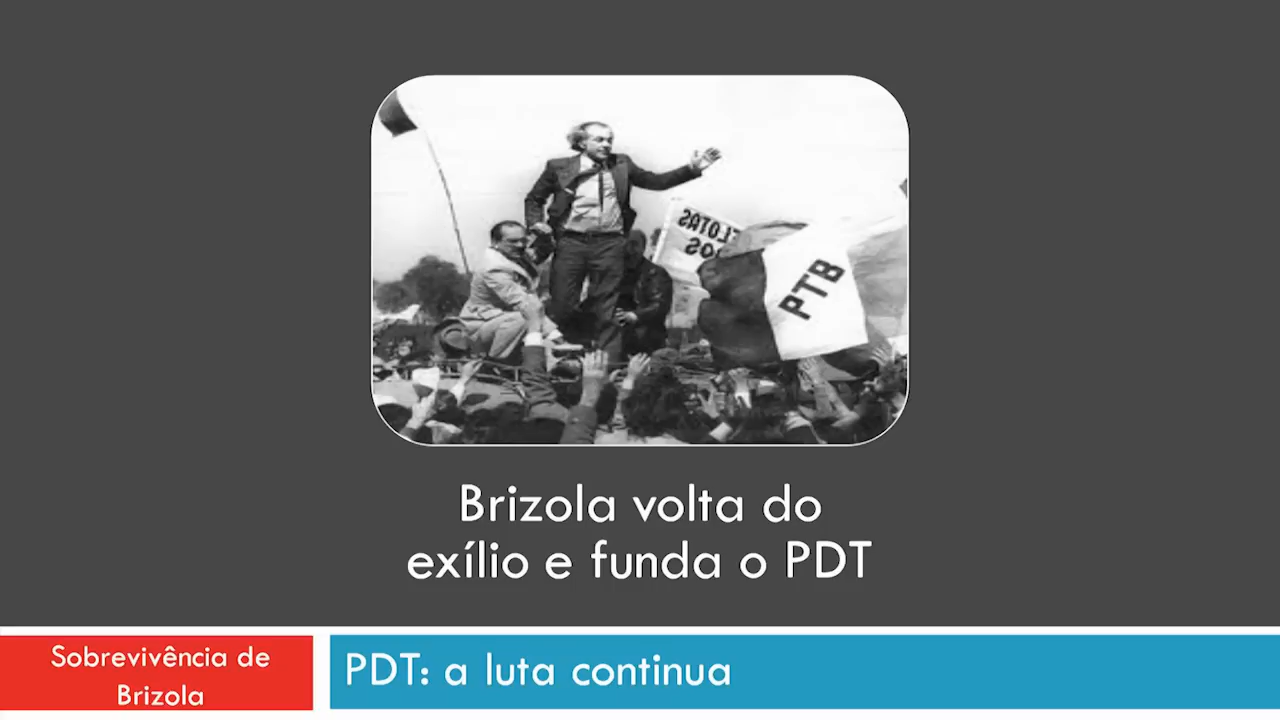 PTB
Brizola volta do
exílio e funda o PDT
Sobrevivência de
Brizola
PDT: a luta continua